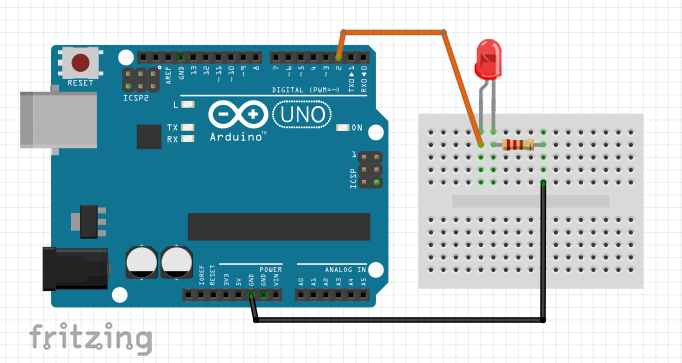 RESET
ICSP2
AREF
GND
13
12
~11
~10
~9
8
7
~6
~5
4
~3
2
TXD▶1
RXD◀0
DIGITAL (PWM=~)
L
TX
RX
UNO
ON
Arduino™
1
ICSP
IOREF
RESET
3V3
5V
GND
GND
VIN
POWER
ANALOG IN
A0
A1
A2
A3
A4
A5
fritzing